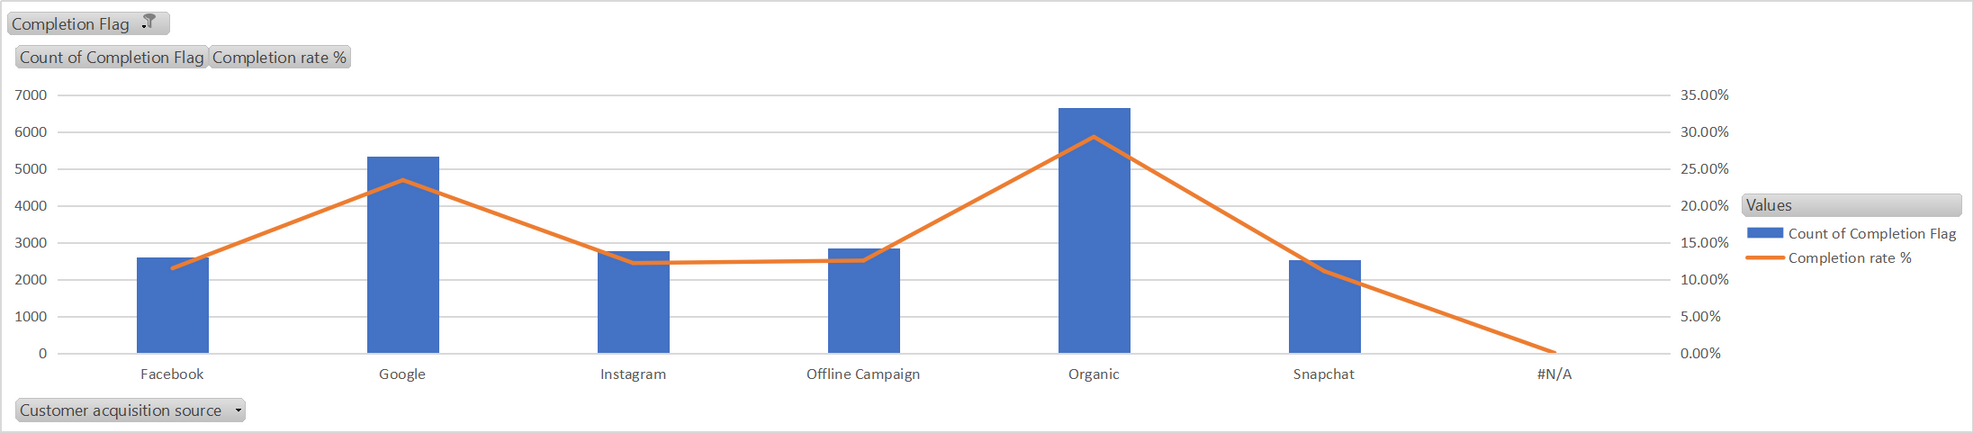 Completion Flag
Count of Completion Flag Completion rate %
7000 35.00%
6000 30.00%
5000 25.00%
4000 20.00%
3000 15.00%
2000 10.00%
1000 5.00%
0 0.00%
Facebook Google Instagram Offline Campaign Organic Snapchat #N/A
Values
Count of Completion Flag
Completion rate %
Customer acquisition source